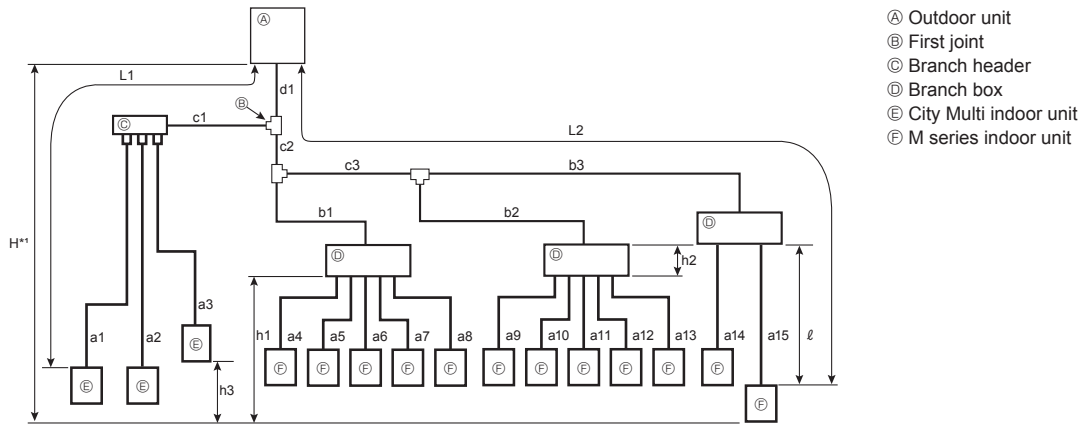 Ⓐ
Ⓐ Outdoor unit
Ⓑ First joint
Ⓒ Branch header
Ⓓ Branch box
Ⓔ City Multi indoor unit
Ⓕ M series indoor unit
L1
d1
Ⓑ
Ⓒ
c1
L2
c2
c3
b3
b1
b2
Ⓓ
H*¹
Ⓓ
Ⓓ
h2
a3
h1
a1
a2
Ⓔ
a4
a5
a6
a7
a8
a9
a10
a11
a12
a13
a14
a15
ℓ
Ⓕ
Ⓕ
Ⓕ
Ⓕ
Ⓕ
Ⓕ
Ⓕ
Ⓕ
Ⓕ
Ⓕ
Ⓕ
Ⓔ
Ⓔ
h3
Ⓕ